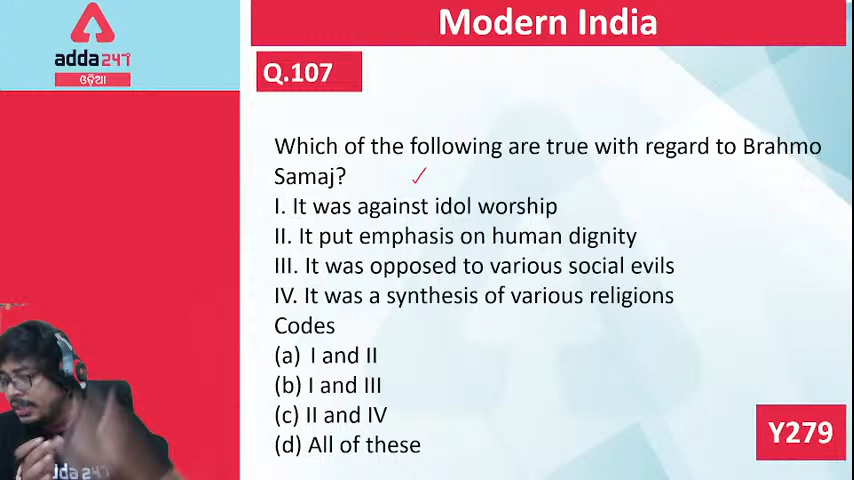 Modern India
adda247
ଓଡ଼ିଆ
Q.107
Which of the following are true with regard to Brahmo
Samaj?
I. It was against idol worship
II. It put emphasis on human dignity
III. It was opposed to various social evils
IV. It was a synthesis of various religions
Codes
(a) I and II
(b) I and III
(c) II and IV
(d) All of these
Y279
adda 247